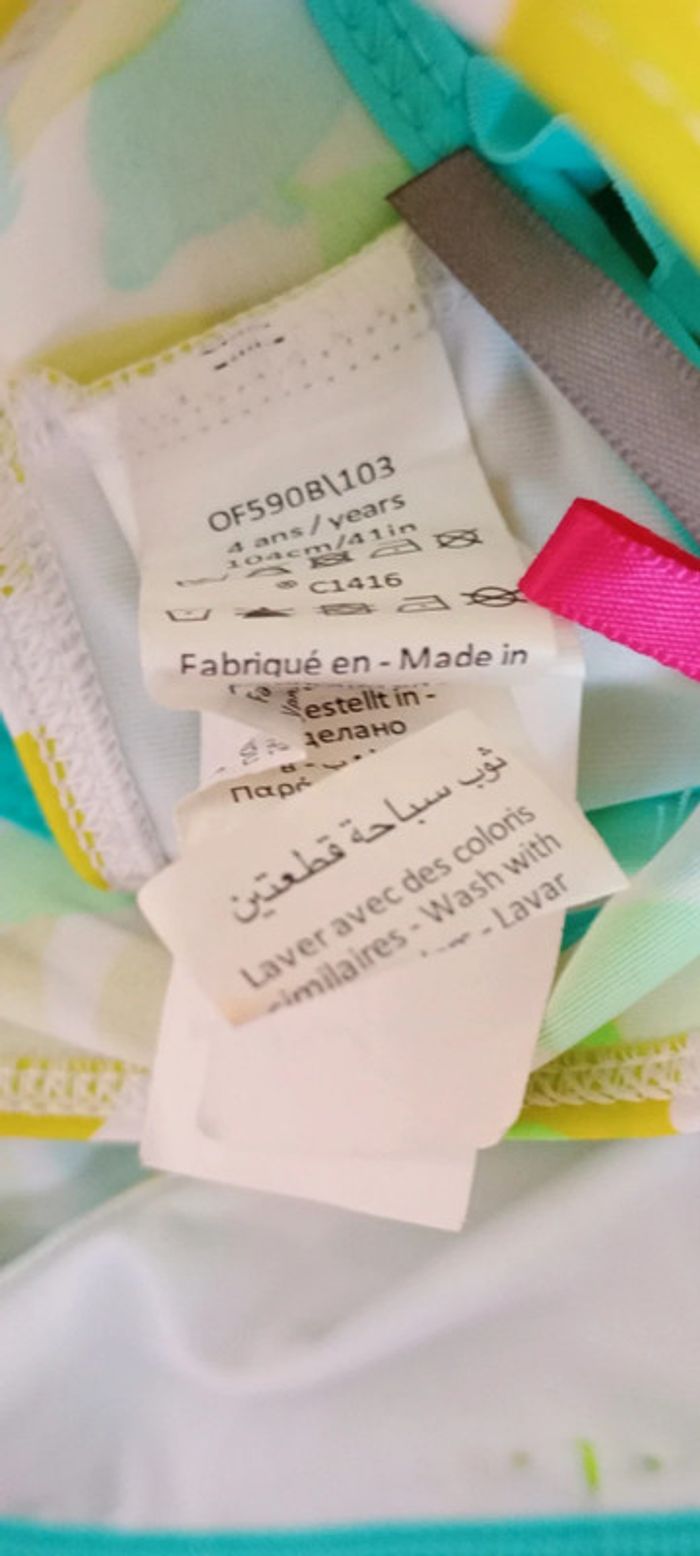 OF590B\103
4 ans / years
104cm/41in
® C1416
Fabriqué en - Made in
estellt in -
делано
Παρά
ثوب سباحة قطعتين
Laver avec des coloris
similaires - Wash with
- Lavar